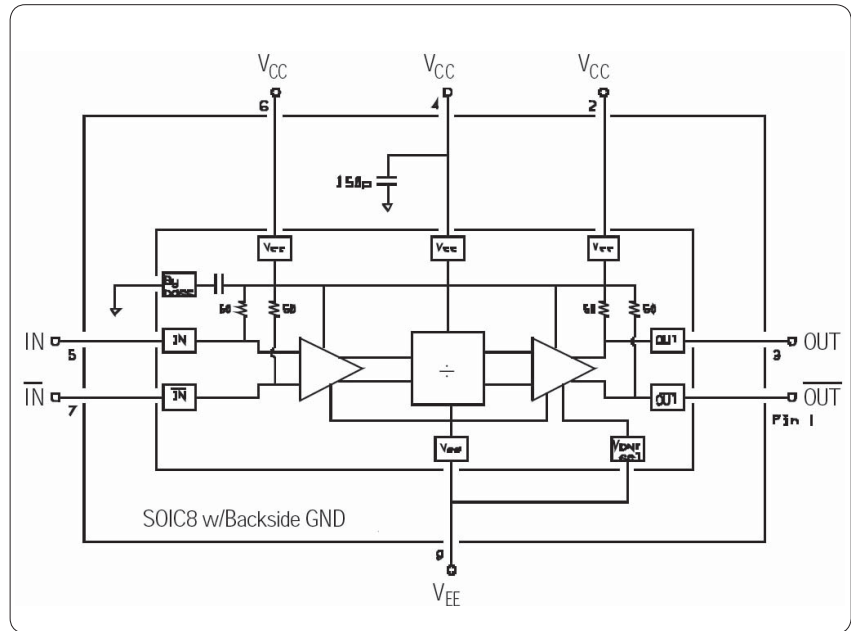 VCC VCC VCC
6 4 2
150p
VCC VCC VCC
By
50 50 50 50
IN 5 IN OUT 3 OUT
IN 7 IN OUT Pin 1 OUT
÷
VEE
SOIC8 w/Backside GND
VEE